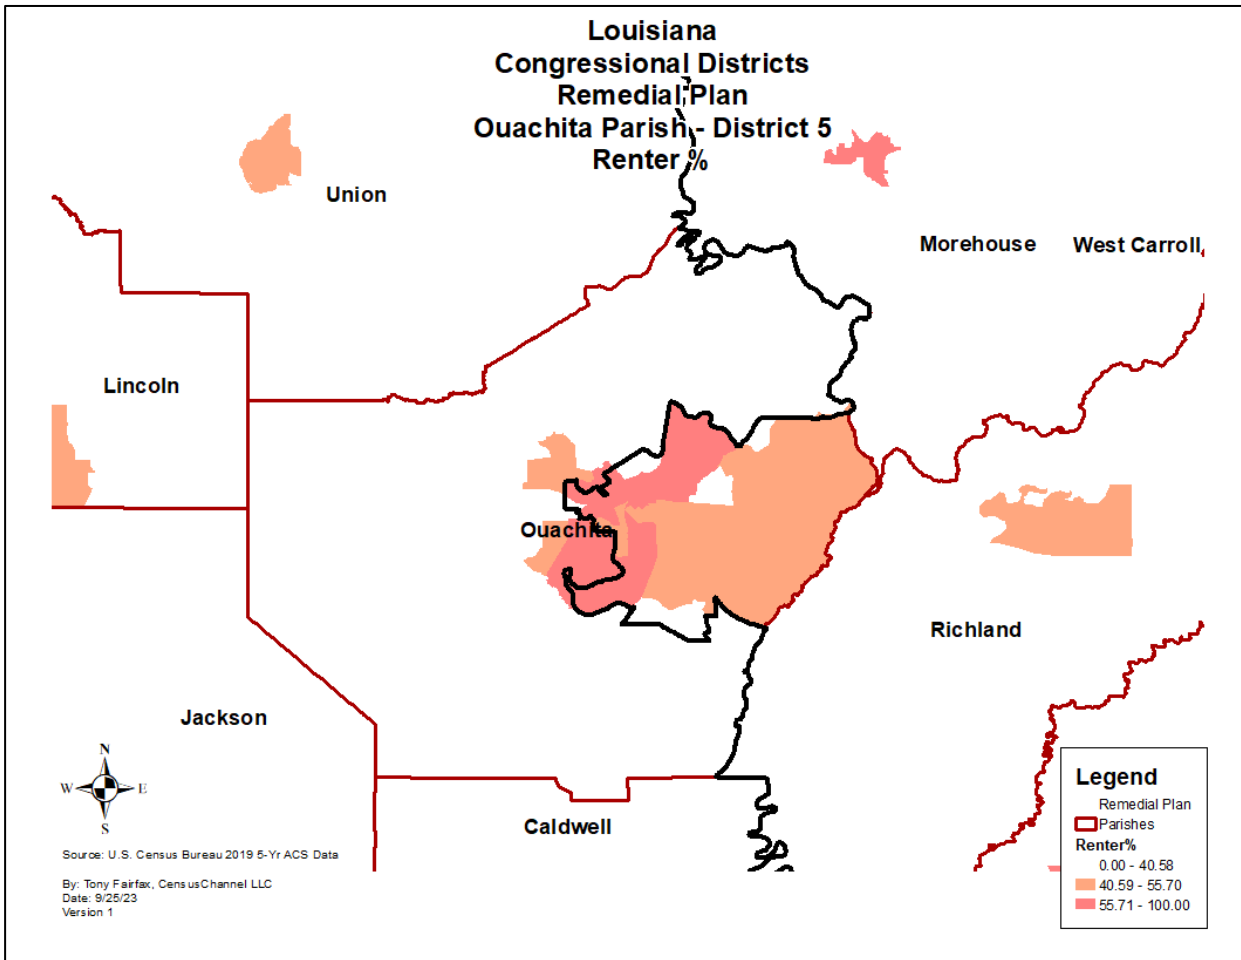 Louisiana
Congressional Districts
Remedial Plan
Ouachita Parish - District 5
Renter %
Union
Morehouse
West Carroll
Lincoln
Ouachita
Richland
Jackson
Caldwell
N
W
E
S
Source: U.S. Census Bureau 2019 5-Yr ACS Data
By: Tony Fairfax, CensusChannel LLC
Date: 9/25/23
Version 1
Legend
Remedial Plan
Parishes
Renter%
0.00 - 40.58
40.59 - 55.70
55.71 - 100.00